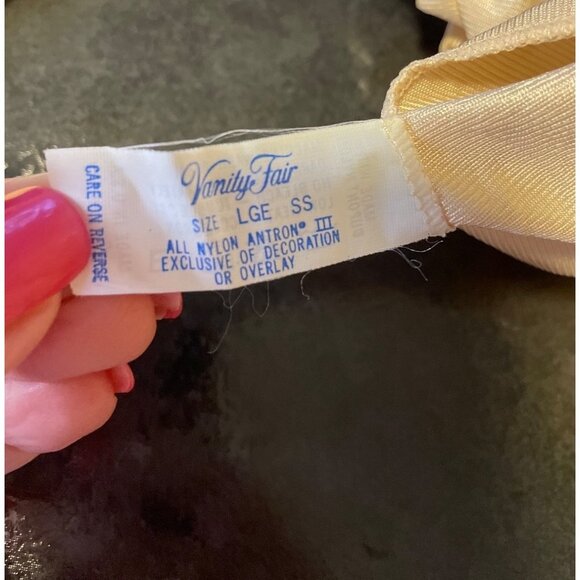 Vanity Fair
SIZE LGE SS
ALL NYLON ANTRON® III
EXCLUSIVE OF DECORATION
OR OVERLAY
CARE ON REVERSE